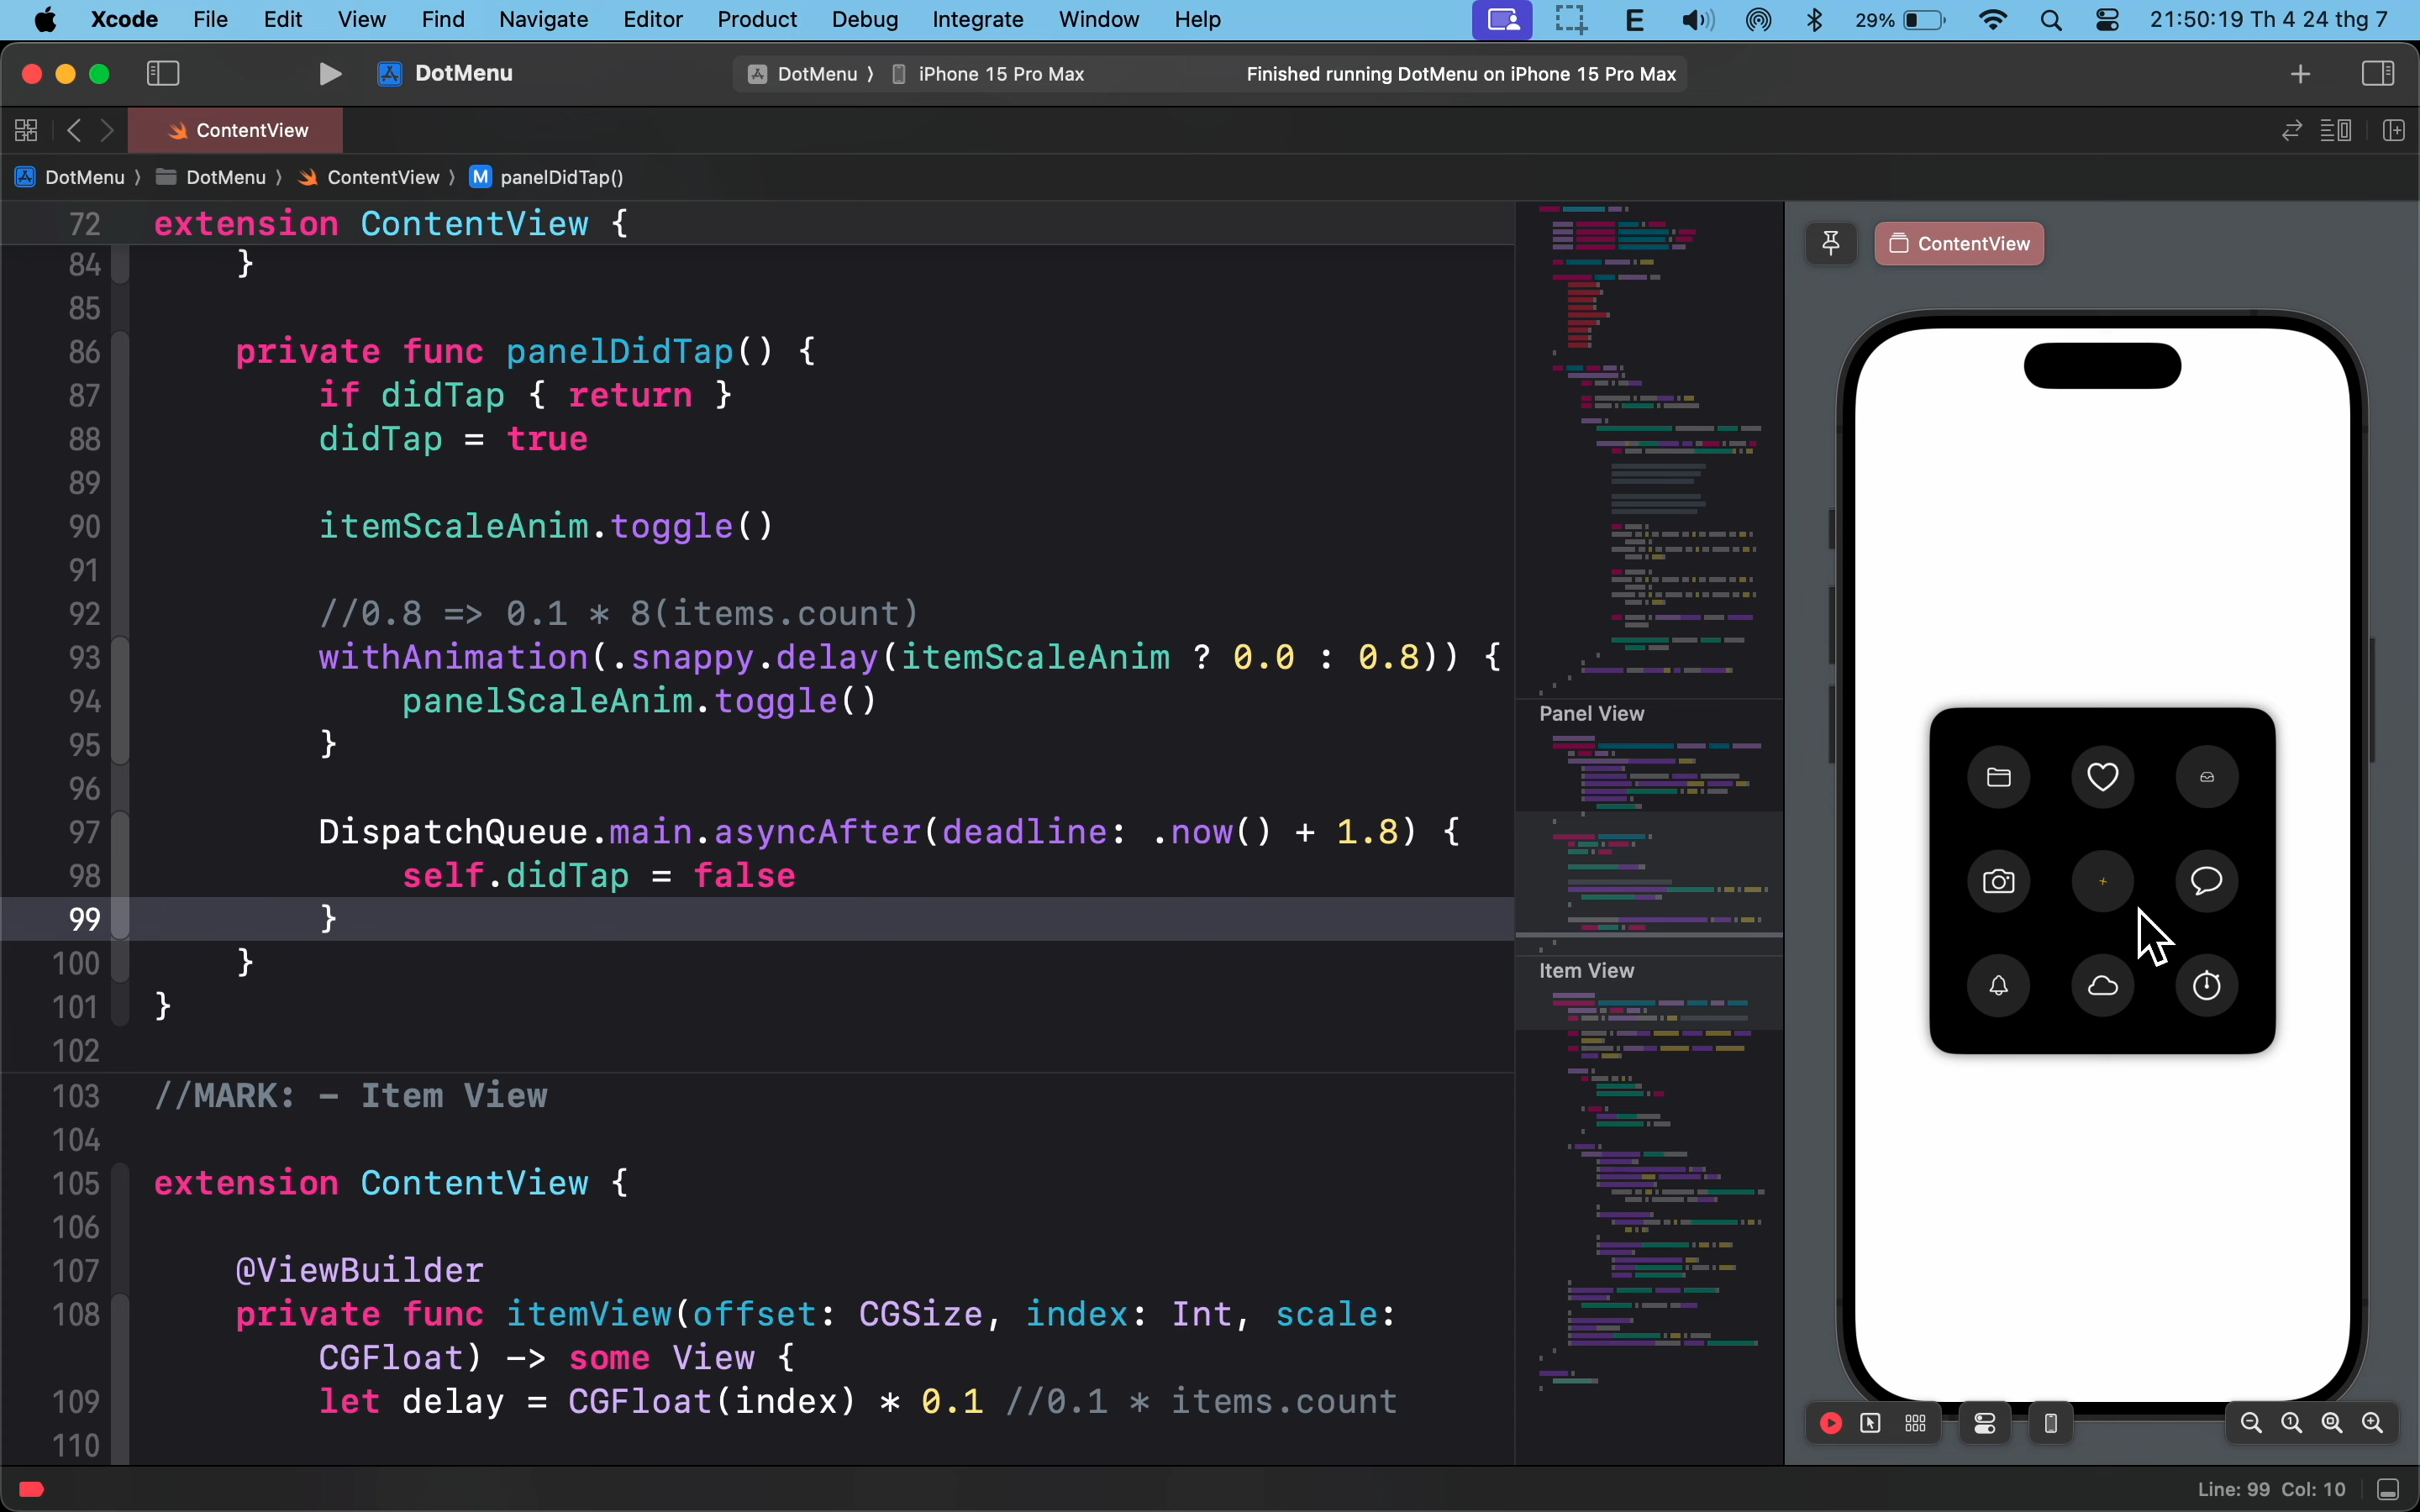 Xcode File Edit View Find Navigate Editor Product Debug Integrate Window Help E 29% 21:50:19 Th 4 24 thg 7
DotMenu DotMenu 〉 iPhone 15 Pro Max Finished running DotMenu on iPhone 15 Pro Max
ContentView
DotMenu 〉 DotMenu 〉 ContentView 〉 M panelDidTap()
72 extension ContentView {
84 }
85
86 private func panelDidTap() {
87 if didTap { return }
88 didTap = true
89
90 itemScaleAnim.toggle()
91
92 //0.8 => 0.1 * 8(items.count)
93 withAnimation(.snappy.delay(itemScaleAnim ? 0.0 : 0.8)) {
94 panelScaleAnim.toggle()
95 }
96
97 DispatchQueue.main.asyncAfter(deadline: .now() + 1.8) {
98 self.didTap = false
99 }
100 }
101 }
102
103 //MARK: - Item View
104
105 extension ContentView {
106
107 @ViewBuilder
108 private func itemView(offset: CGSize, index: Int, scale:
CGFloat) -> some View {
109 let delay = CGFloat(index) * 0.1 //0.1 * items.count
110
Panel View
Item View
ContentView
Line: 99 Col: 10